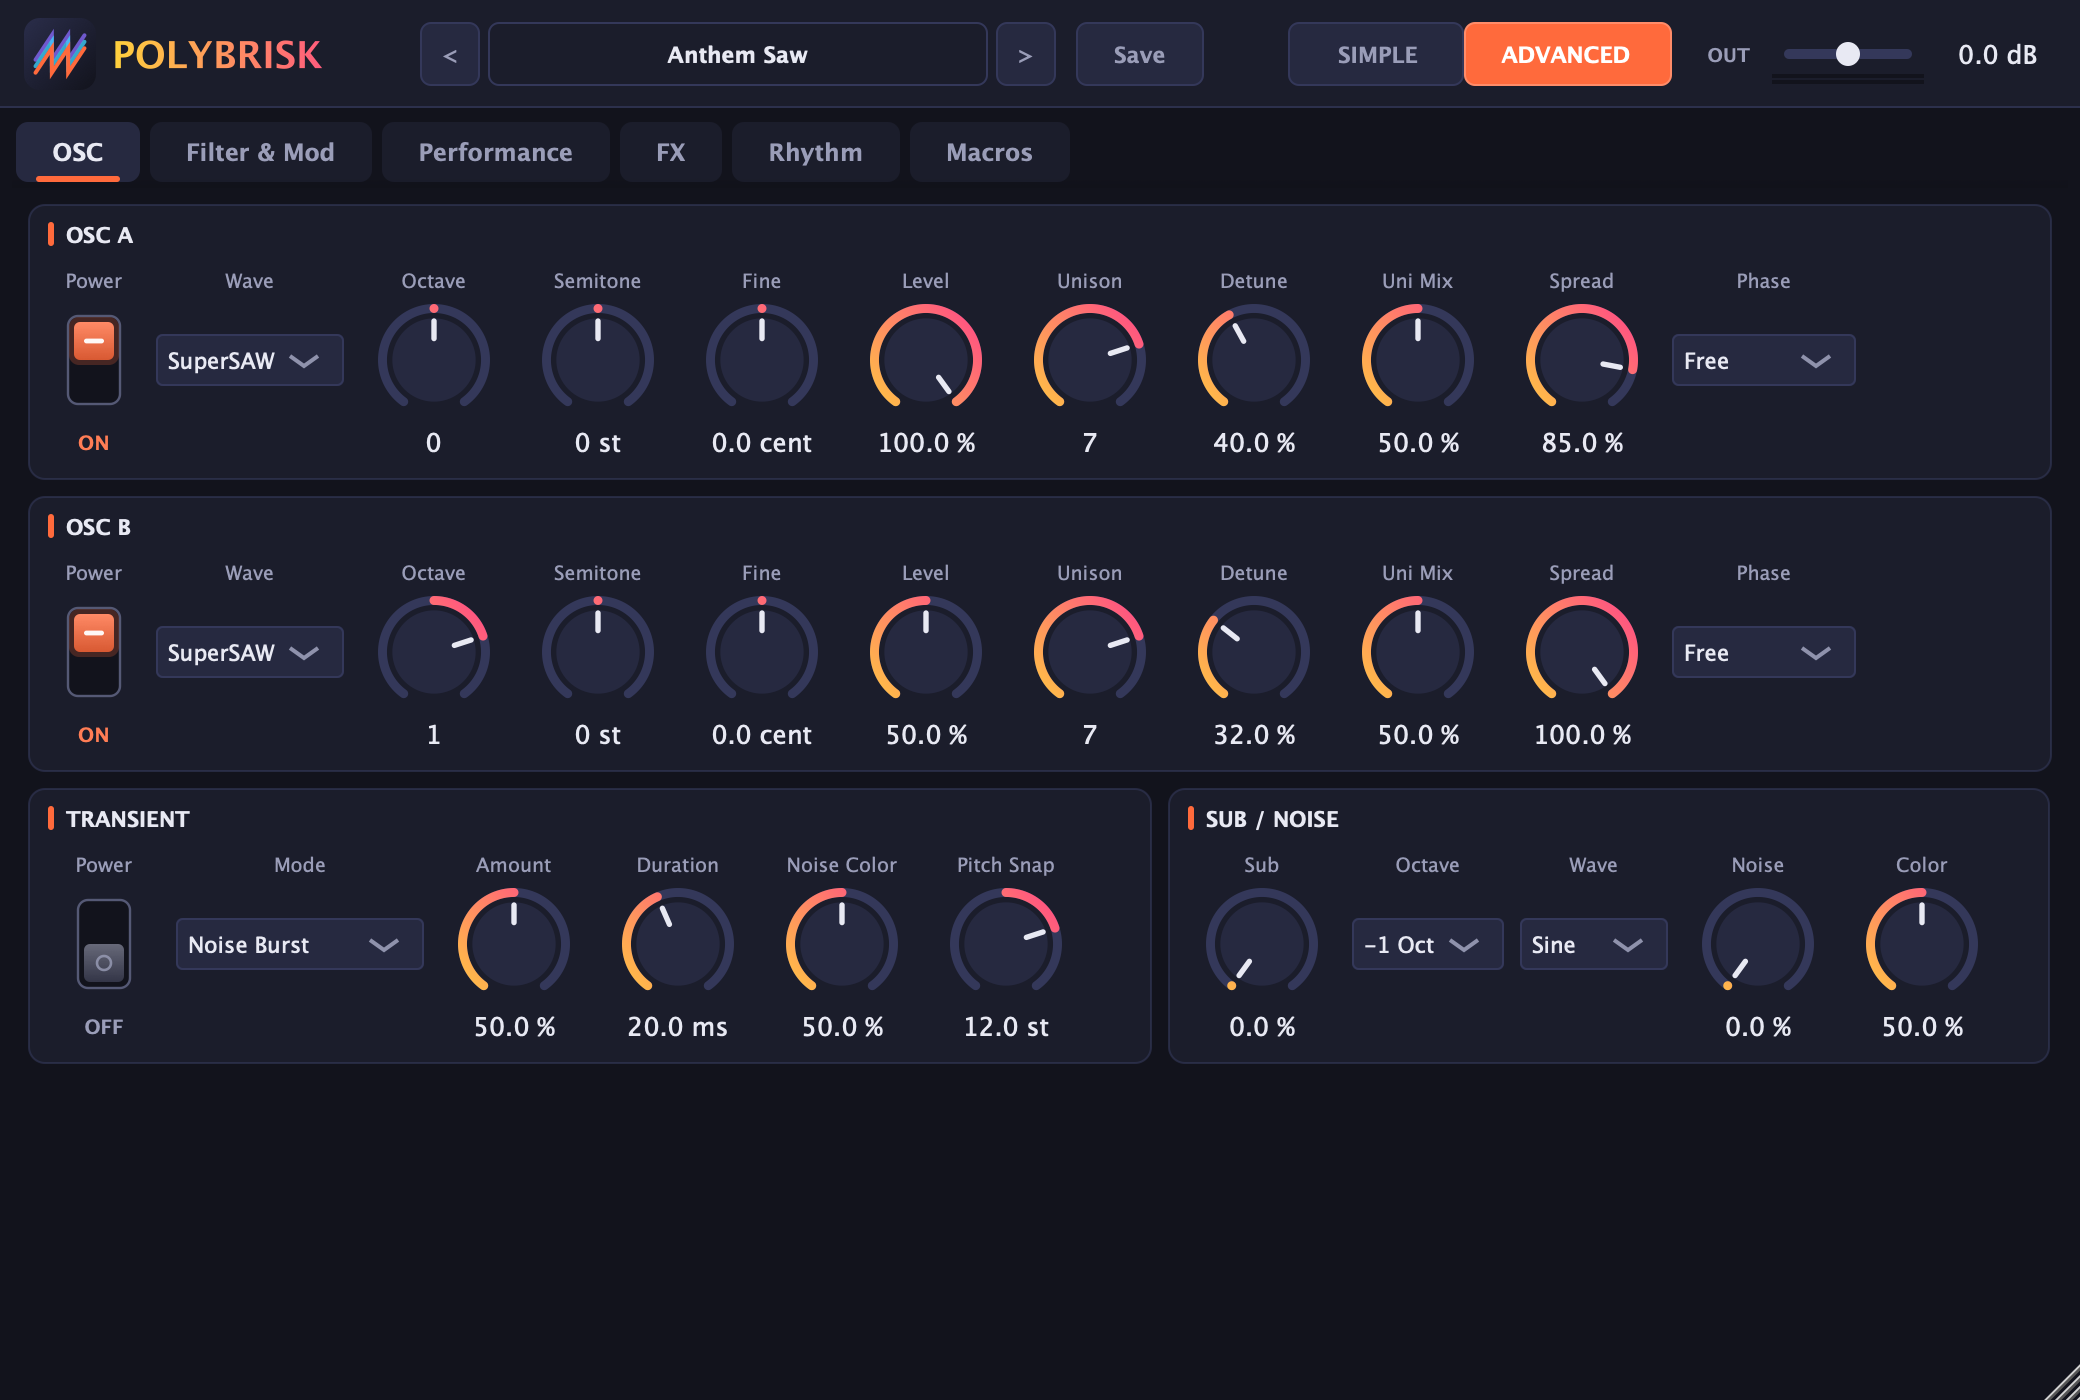 POLYBRISK
<
Anthem Saw
>
Save
SIMPLE
ADVANCED
OUT
0.0 dB
OSC
Filter & Mod
Performance
FX
Rhythm
Macros
OSC A
Power Wave Octave Semitone Fine Level Unison Detune Uni Mix Spread Phase
SuperSAW Free
ON 0 0 st 0.0 cent 100.0 % 7 40.0 % 50.0 % 85.0 %
OSC B
Power Wave Octave Semitone Fine Level Unison Detune Uni Mix Spread Phase
SuperSAW Free
ON 1 0 st 0.0 cent 50.0 % 7 32.0 % 50.0 % 100.0 %
TRANSIENT
Power Mode Amount Duration Noise Color Pitch Snap
Noise Burst
OFF 50.0 % 20.0 ms 50.0 % 12.0 st
SUB / NOISE
Sub Octave Wave Noise Color
-1 Oct Sine
0.0 % 0.0 % 50.0 %